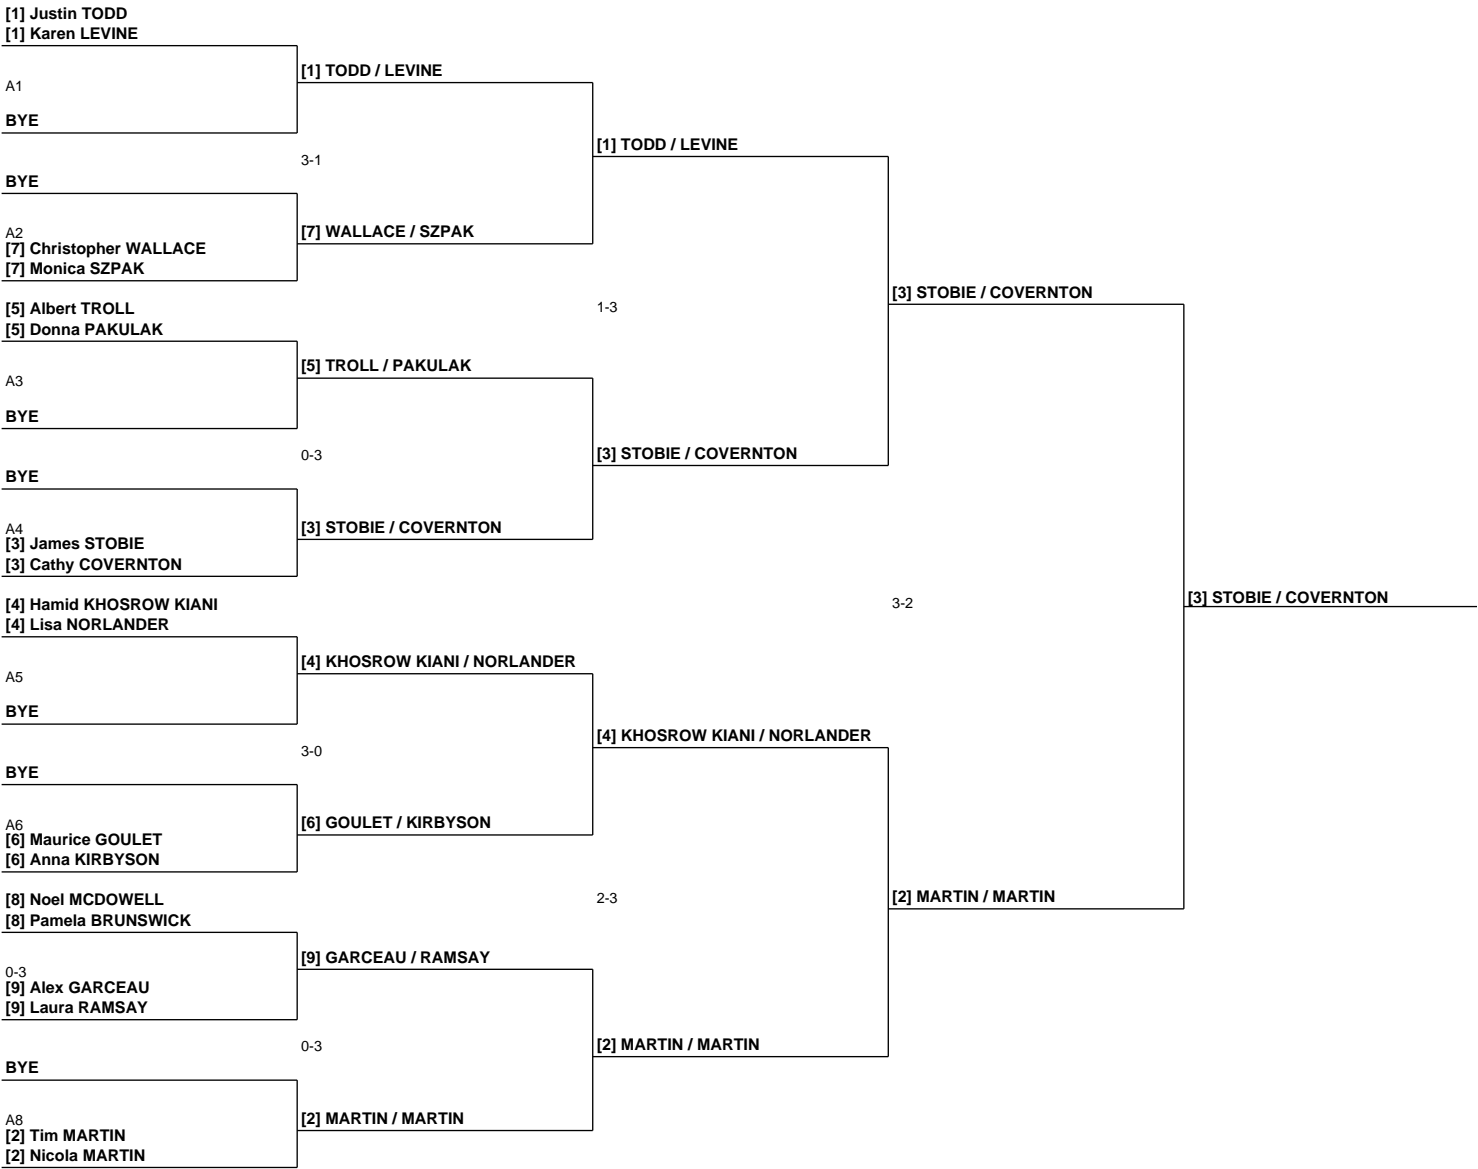 [1] Justin TODD
[1] Karen LEVINE
[1] TODD / LEVINE
A1
BYE
[1] TODD / LEVINE
3-1
BYE
A2
[7] WALLACE / SZPAK
[7] Christopher WALLACE
[7] Monica SZPAK
[3] STOBIE / COVERNTON
[5] Albert TROLL
1-3
[5] Donna PAKULAK
[5] TROLL / PAKULAK
A3
BYE
0-3
[3] STOBIE / COVERNTON
BYE
A4
[3] STOBIE / COVERNTON
[3] James STOBIE
[3] Cathy COVERNTON
[3] STOBIE / COVERNTON
[4] Hamid KHOSROW KIANI
3-2
[4] Lisa NORLANDER
[4] KHOSROW KIANI / NORLANDER
A5
BYE
[4] KHOSROW KIANI / NORLANDER
3-0
BYE
A6
[6] GOULET / KIRBYSON
[6] Maurice GOULET
[6] Anna KIRBYSON
[8] Noel MCDOWELL
2-3
[2] MARTIN / MARTIN
[8] Pamela BRUNSWICK
[9] GARCEAU / RAMSAY
0-3
[9] Alex GARCEAU
[9] Laura RAMSAY
0-3
[2] MARTIN / MARTIN
BYE
A8
[2] MARTIN / MARTIN
[2] Tim MARTIN
[2] Nicola MARTIN